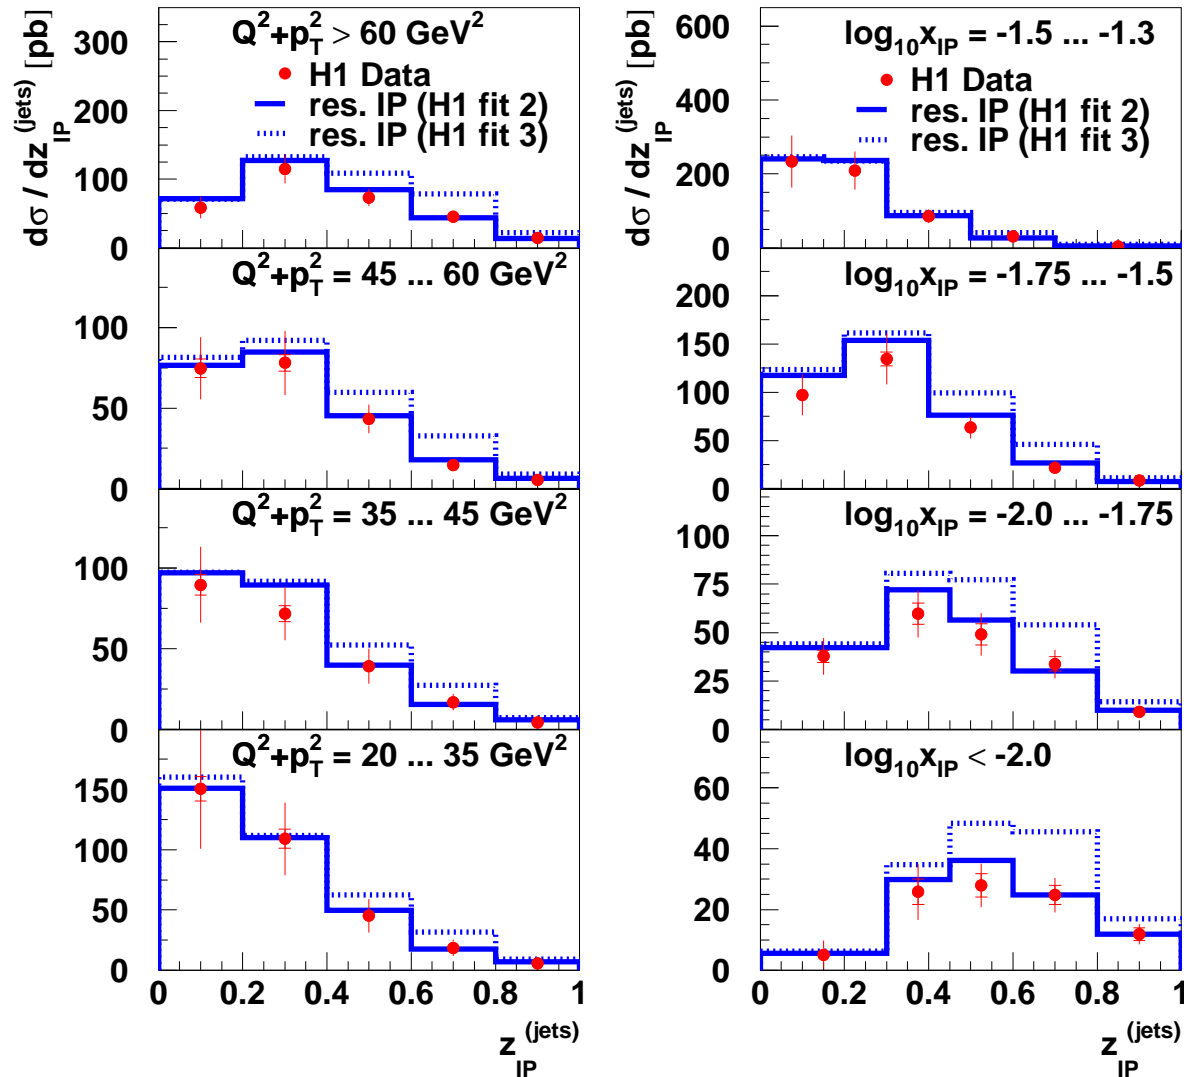 dσ / dz_IP^(jets) [pb]
Q²+p_T² > 60 GeV²
H1 Data
res. IP (H1 fit 2)
res. IP (H1 fit 3)
300
200
100
0
Q²+p_T² = 45 ... 60 GeV²
100
50
0
Q²+p_T² = 35 ... 45 GeV²
100
50
0
Q²+p_T² = 20 ... 35 GeV²
150
100
50
0
0 0.2 0.4 0.6 0.8 1
z_IP^(jets)
dσ / dz_IP^(jets) [pb]
log₁₀x_IP = -1.5 ... -1.3
H1 Data
res. IP (H1 fit 2)
res. IP (H1 fit 3)
600
400
200
0
log₁₀x_IP = -1.75 ... -1.5
200
150
100
50
0
log₁₀x_IP = -2.0 ... -1.75
100
75
50
25
0
log₁₀x_IP < -2.0
60
40
20
0
0 0.2 0.4 0.6 0.8 1
z_IP^(jets)